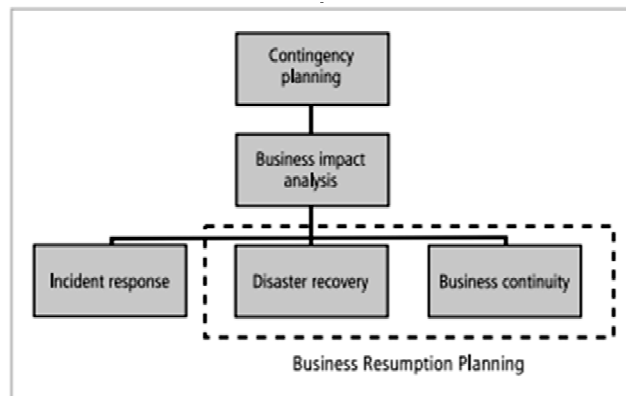 Contingency
planning
Business impact
analysis
Incident response
Disaster recovery
Business continuity
Business Resumption Planning